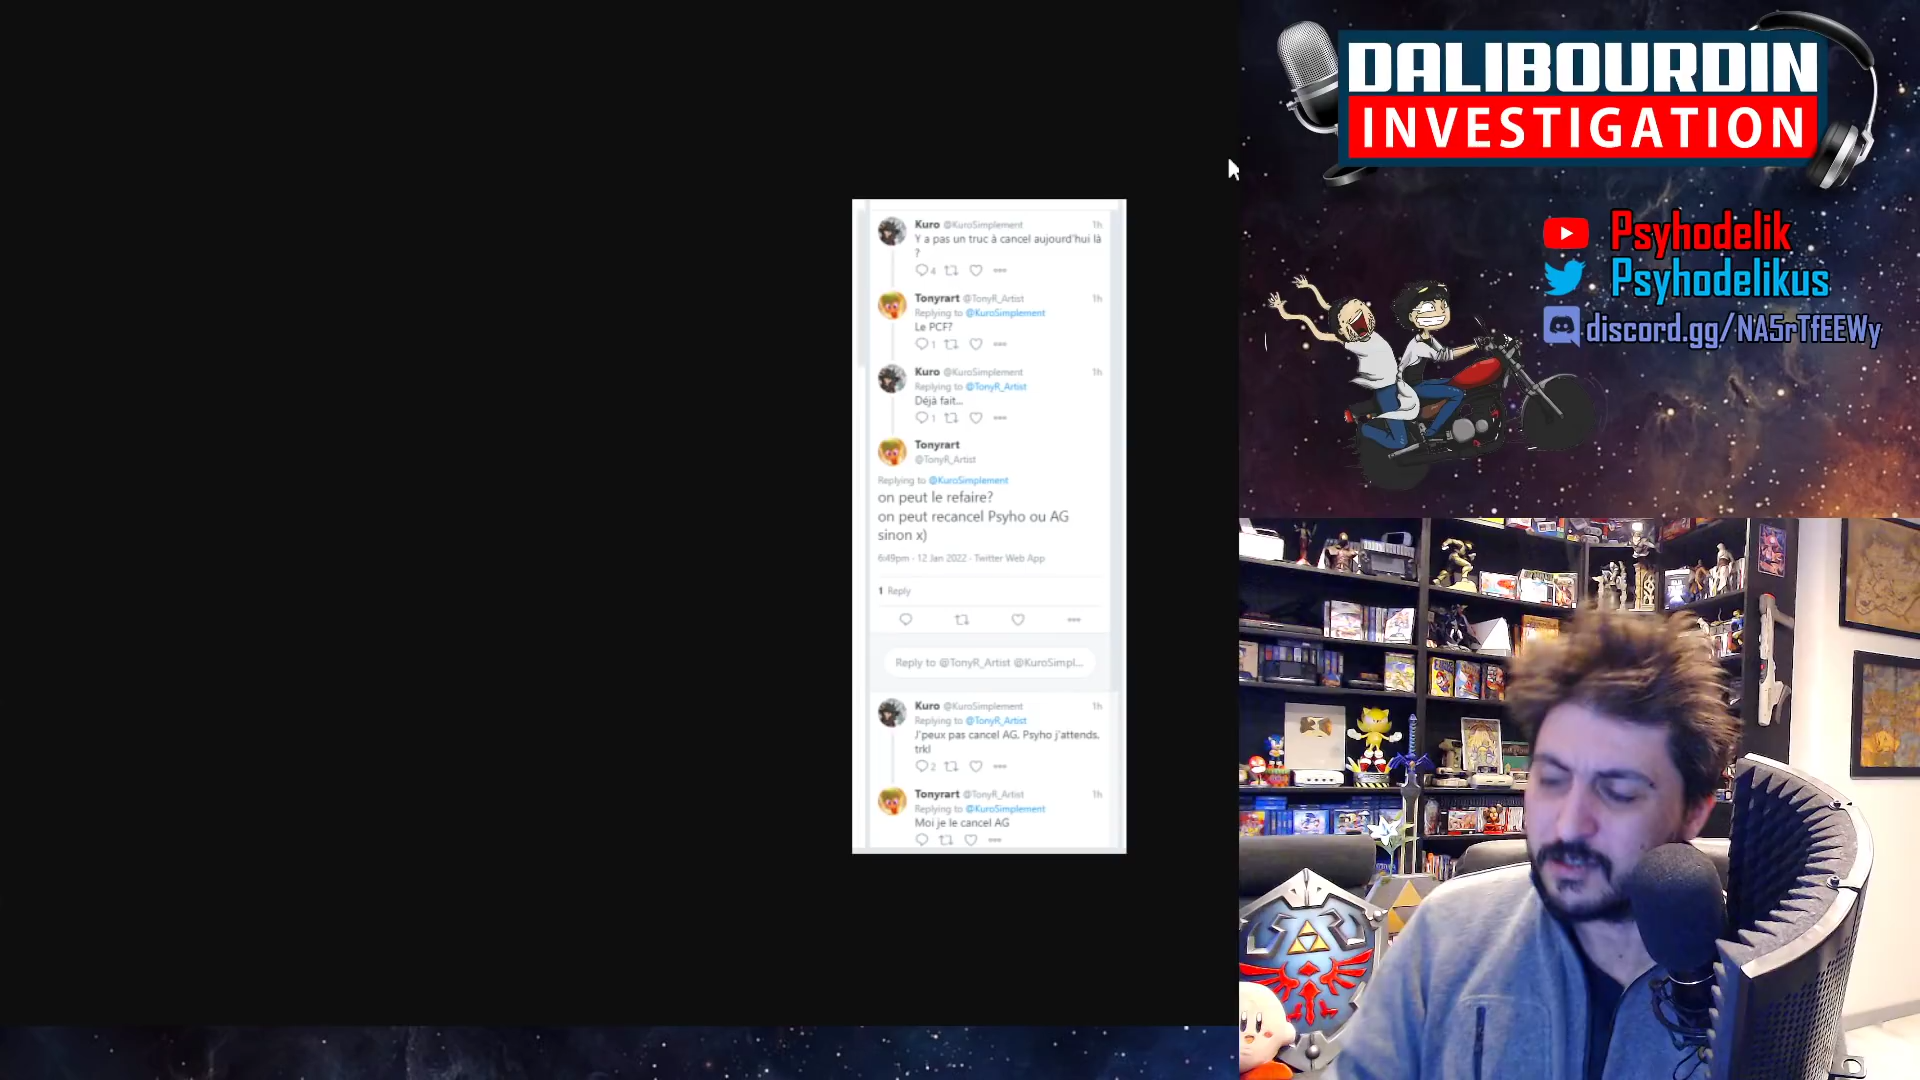 DALIBOURDIN
INVESTIGATION
Psyhodelik
Psyhodelikus
discord.gg/NA5rTfEEWy
Kuro @KuroSimplement 1h
Y a pas un truc à cancel aujourd'hui là
?
4
Tonyrart @TonyR_Artist 1h
Replying to @KuroSimplement
Le PCF?
1
Kuro @KuroSimplement 1h
Replying to @TonyR_Artist
Déjà fait...
1
Tonyrart
@TonyR_Artist
Replying to @KuroSimplement
on peut le refaire?
on peut recancel Psyho ou AG
sinon x)
6:49pm · 12 Jan 2022 · Twitter Web App
1 Reply
Reply to @TonyR_Artist @KuroSimpl...
Kuro @KuroSimplement 1h
Replying to @TonyR_Artist
J'peux pas cancel AG. Psyho j'attends.
trkl
2
Tonyrart @TonyR_Artist 1h
Replying to @KuroSimplement
Moi je le cancel AG